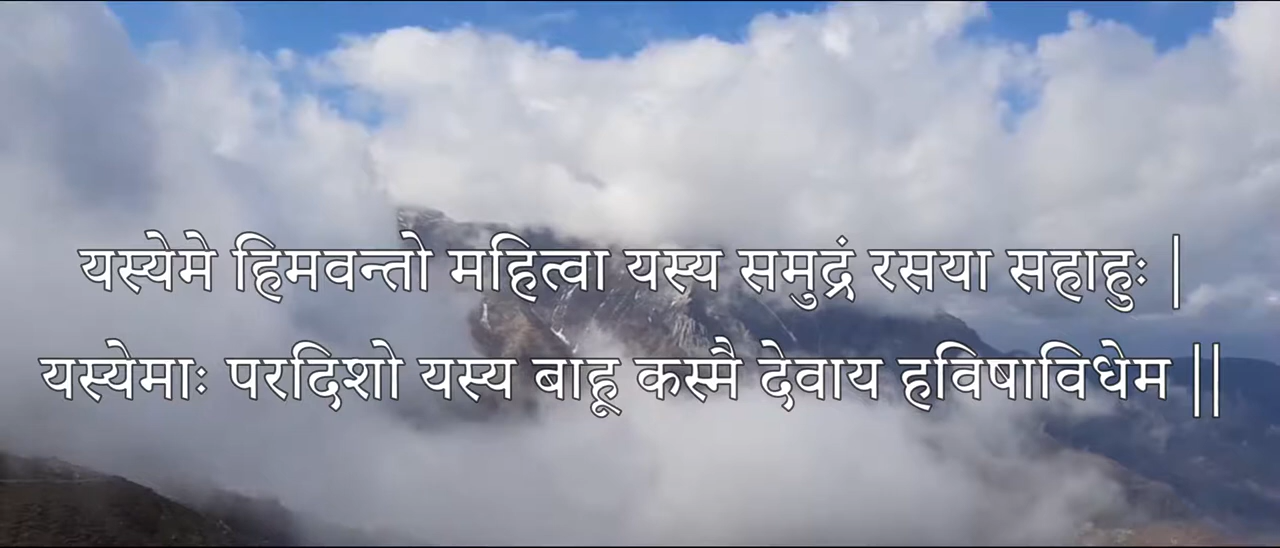 यस्येमे हिमवन्तो महित्वा यस्य समुद्रं रसया सहाहुः |
यस्येमाः परदिशो यस्य बाहू कस्मै देवाय हविषाविधेम ||